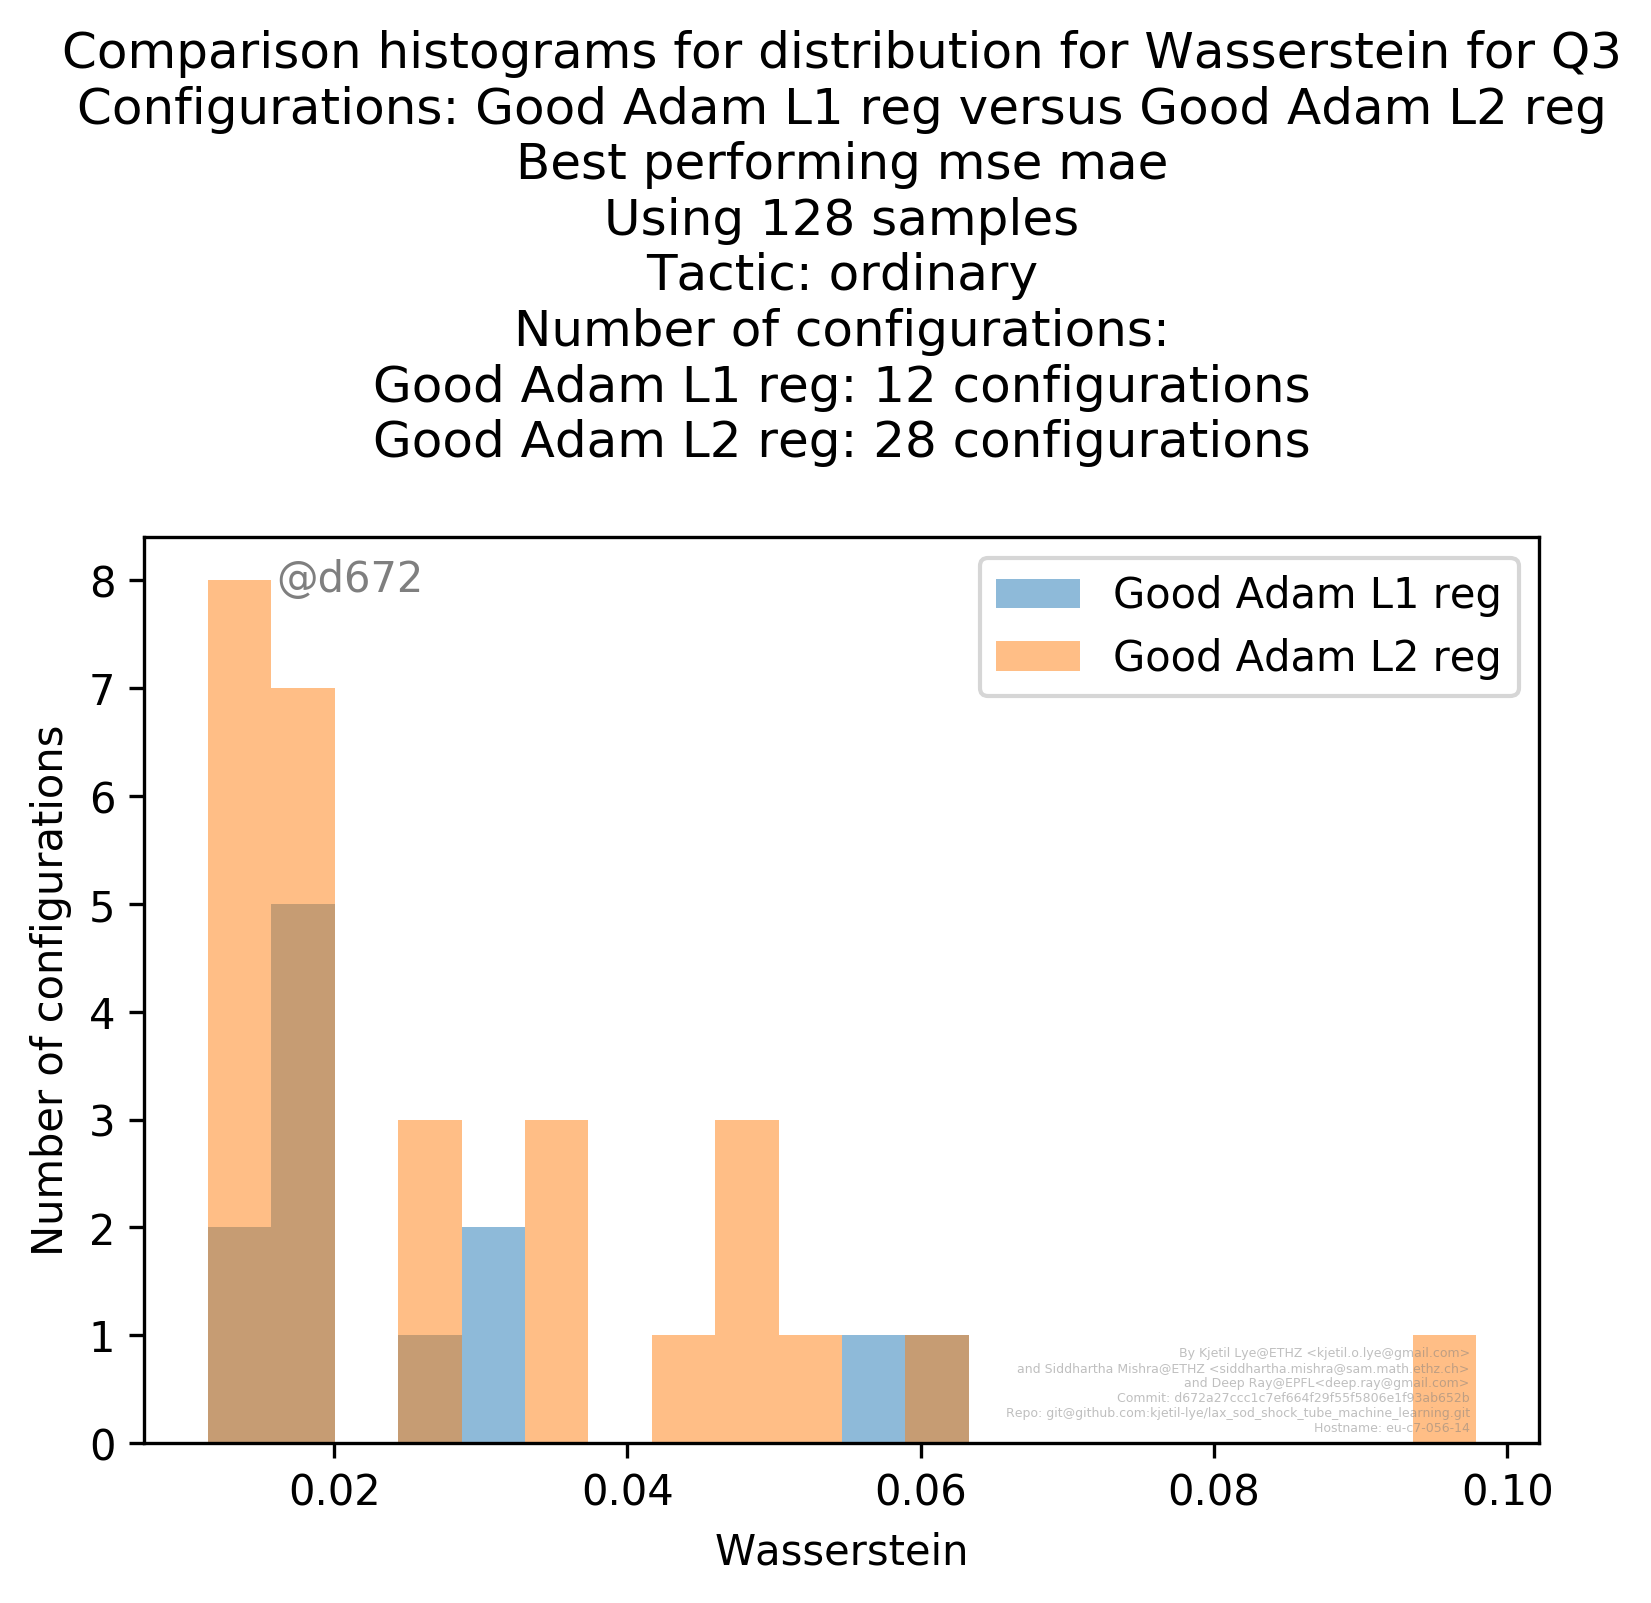 Comparison histograms for distribution for Wasserstein for Q3
Configurations: Good Adam L1 reg versus Good Adam L2 reg
Best performing mse mae
Using 128 samples
Tactic: ordinary
Number of configurations:
Good Adam L1 reg: 12 configurations
Good Adam L2 reg: 28 configurations
@d672
Good Adam L1 reg
Good Adam L2 reg
8
7
6
5
4
3
2
1
0
Number of configurations
By Kjetil Lye@ETHZ <kjetil.o.lye@gmail.com>
and Siddhartha Mishra@ETHZ <siddhartha.mishra@sam.math.ethz.ch>
and Deep Ray@EPFL<deep.ray@gmail.com>
Commit: d672a27ccc1c7ef664f29f55f5806e1f93ab652b
Repo: git@github.com:kjetil-lye/lax_sod_shock_tube_machine_learning.git
Hostname: eu-c7-056-14
0.02 0.04 0.06 0.08 0.10
Wasserstein